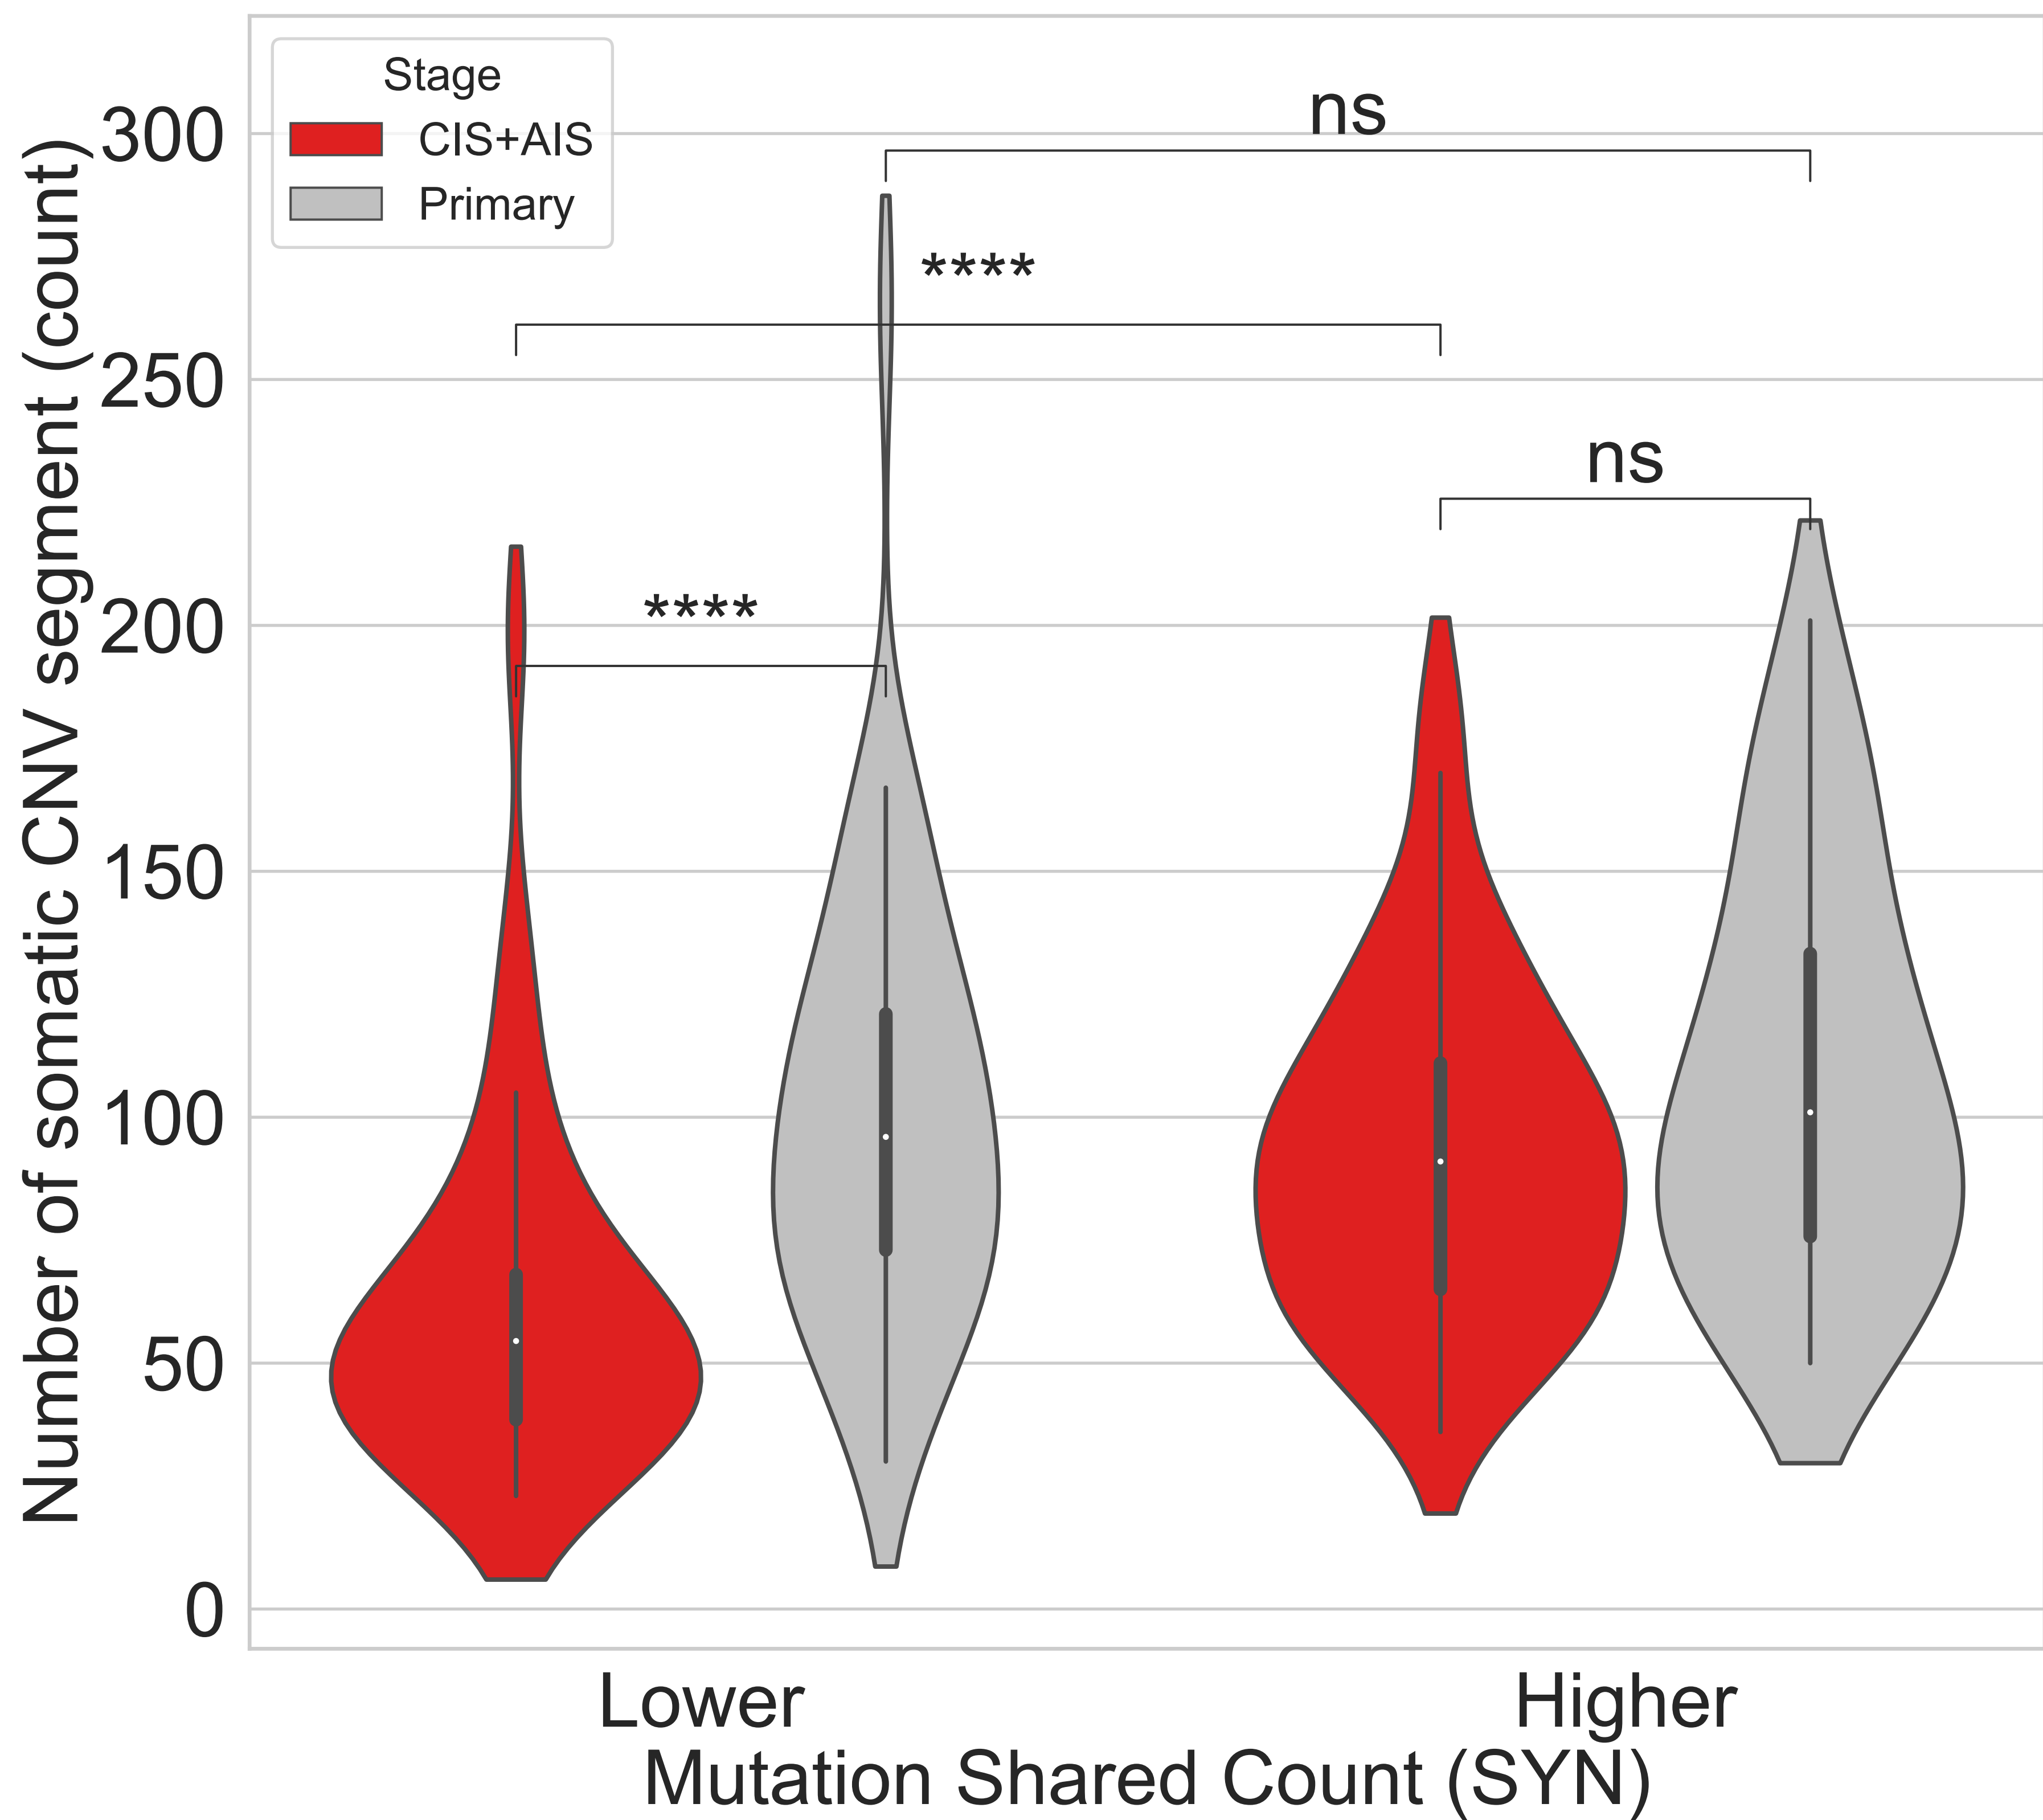 Stage
CIS+AIS
Primary
Number of somatic CNV segment (count)
300
250
200
150
100
50
0
ns
****
ns
****
Lower
Higher
Mutation Shared Count (SYN)